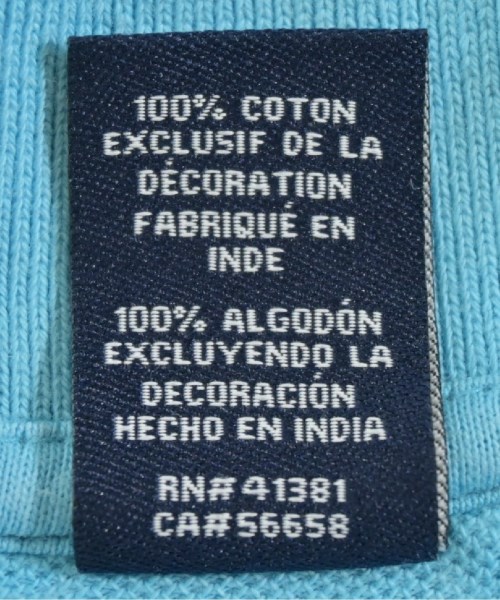 100% COTON
EXCLUSIF DE LA
DÉCORATION
FABRIQUÉ EN
INDE
100% ALGODÓN
EXCLUYENDO LA
DECORACIÓN
HECHO EN INDIA
RN# 41381
CA# 56658